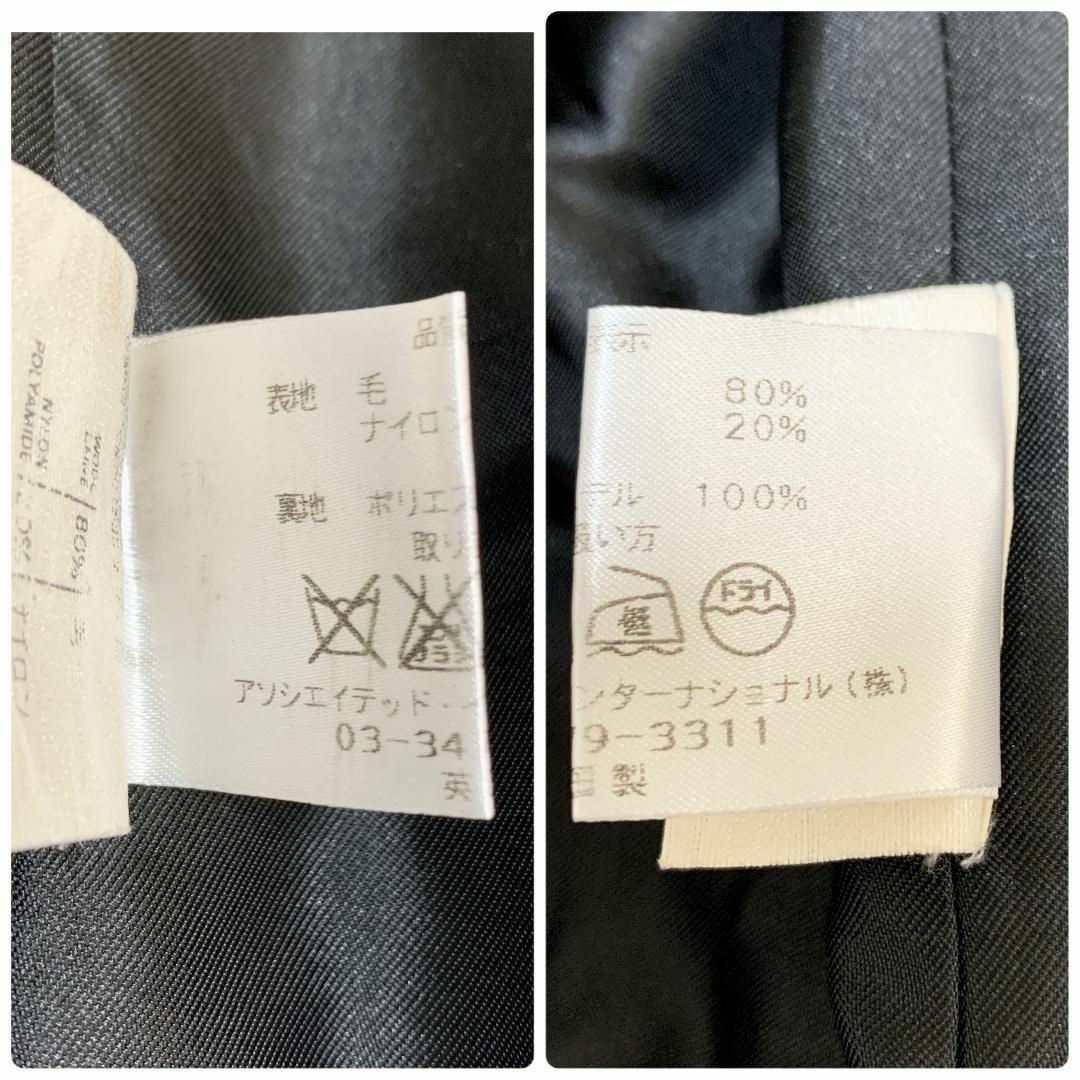 品
表地 毛
ナイロ
裏地 ポリエス
取り
アソシエイテッド・
03-34
英
NYLON
POLYAMIDE
WOOL
80%
ナイロン
表示
80%
20%
テル 100%
扱い方
ドライ
ンターナショナル(株)
79-3311
国製